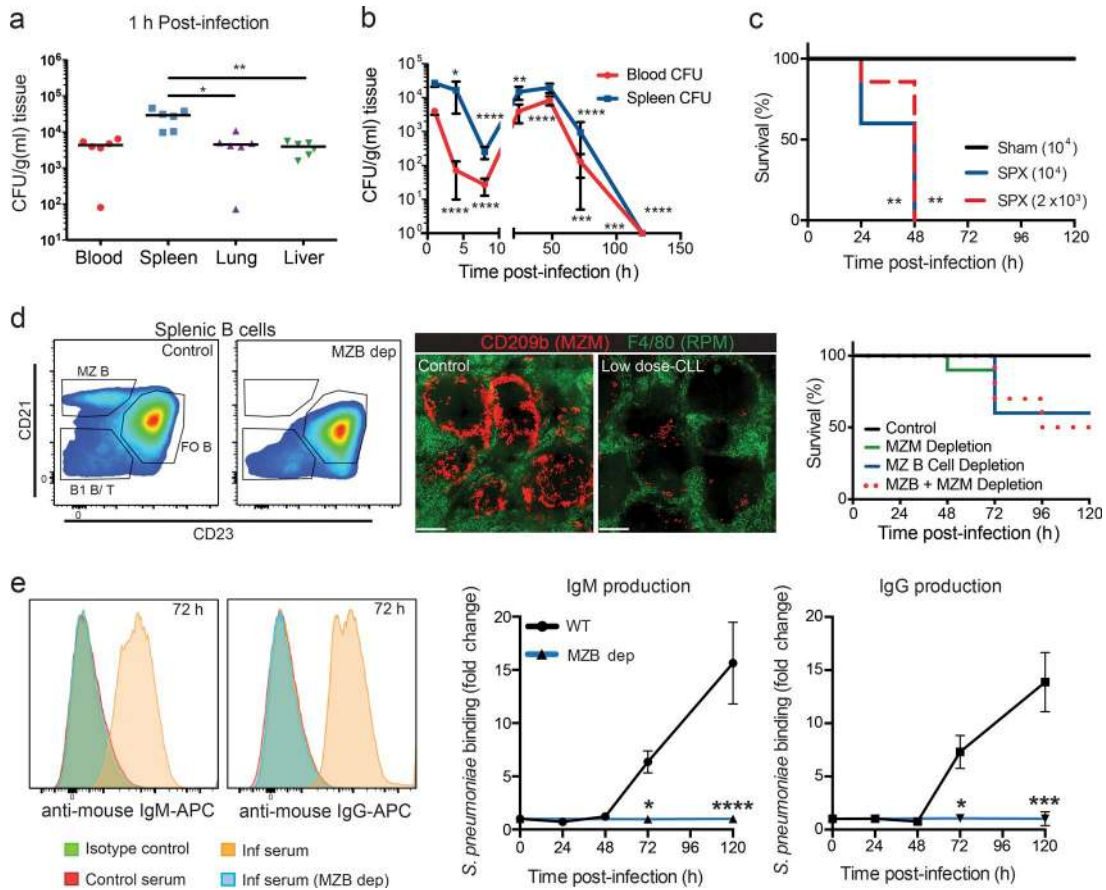 a
1 h Post-infection
CFU/g(ml) tissue
10^6
10^5
10^4
10^3
10^2
10^1
**
*
Blood Spleen Lung Liver
b
CFU/g(ml) tissue
10^5
10^4
10^3
10^2
10^1
10^0
Blood CFU
Spleen CFU
*
****
**
****
****
****
****
***
***
****
0 5 10 50 100 150
Time post-infection (h)
c
Survival (%)
100
50
0
Sham (10^4)
SPX (10^4)
SPX (2 x10^3)
** **
0 24 48 72 96 120
Time post-infection (h)
d
Splenic B cells
Control
MZB dep
MZ B
FO B
B1 B/ T
CD21
CD23
0
0
CD209b (MZM) F4/80 (RPM)
Control
Low dose-CLL
Survival (%)
100
50
0
Control
MZM Depletion
MZ B Cell Depletion
MZB + MZM Depletion
0 24 48 72 96 120
Time post-infection (h)
e
72 h
72 h
0
0
anti-mouse IgM-APC
anti-mouse IgG-APC
Isotype control
Inf serum
Control serum
Inf serum (MZB dep)
IgM production
S. pneumoniae binding (fold change)
20
15
10
5
0
WT
MZB dep
* ****
0 24 48 72 96 120
Time post-infection (h)
IgG production
S. pneumoniae binding (fold change)
20
15
10
5
0
* ***
0 24 48 72 96 120
Time post-infection (h)